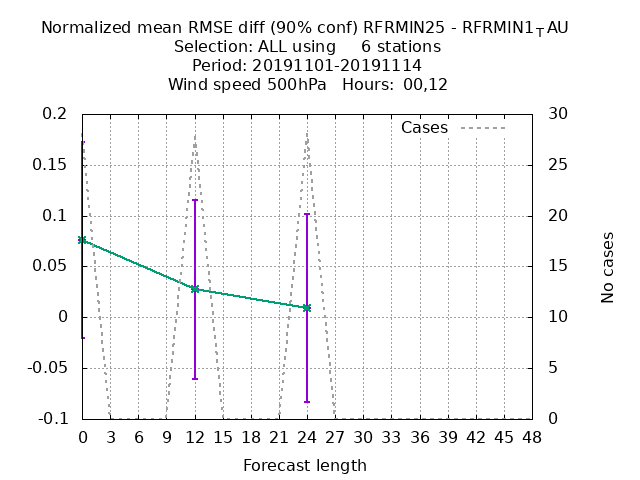 Normalized mean RMSE diff (90% conf) RFRMIN25 - RFRMIN1_TAU
Selection: ALL using 6 stations
Period: 20191101-20191114
Wind speed 500hPa Hours: 00,12
Cases
0.2
0.15
0.1
0.05
0
-0.05
-0.1
30
25
20
15
10
5
0
No cases
0 3 6 9 12 15 18 21 24 27 30 33 36 39 42 45 48
Forecast length